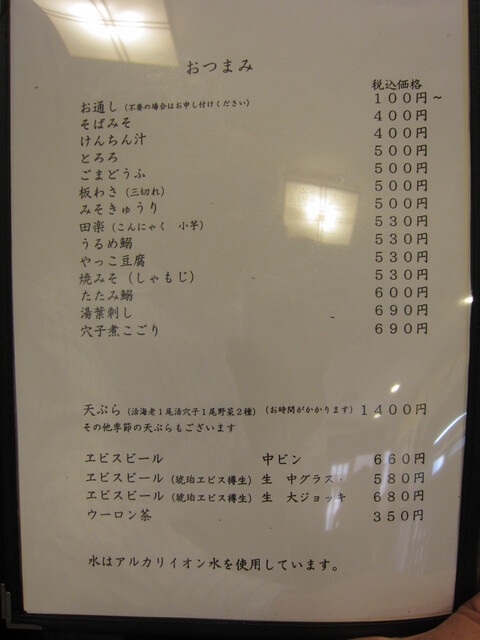 おつまみ
税込価格
お通し（不要の場合はお申し付けください） １００円～
そばみそ ４００円
けんちん汁 ４００円
とろろ ５００円
ごまどうふ ５００円
板わさ（三切れ） ５００円
みそきゅうり ５００円
田楽（こんにゃく　小芋） ５３０円
うるめ鰯 ５３０円
やっこ豆腐 ５３０円
焼みそ（しゃもじ） ５３０円
たたみ鰯 ６００円
湯葉刺し ６９０円
穴子煮こごり ６９０円
天ぷら（活海老１尾活穴子１尾野菜２種）（お時間がかかります） １４００円
その他季節の天ぷらもございます
ヱビスビール 中ビン ６６０円
ヱビスビール（琥珀ヱビス樽生）生　中グラス・ ５８０円
ヱビスビール（琥珀ヱビス樽生）生　大ジョッキ ６８０円
ウーロン茶 ３５０円
水はアルカリイオン水を使用しています。